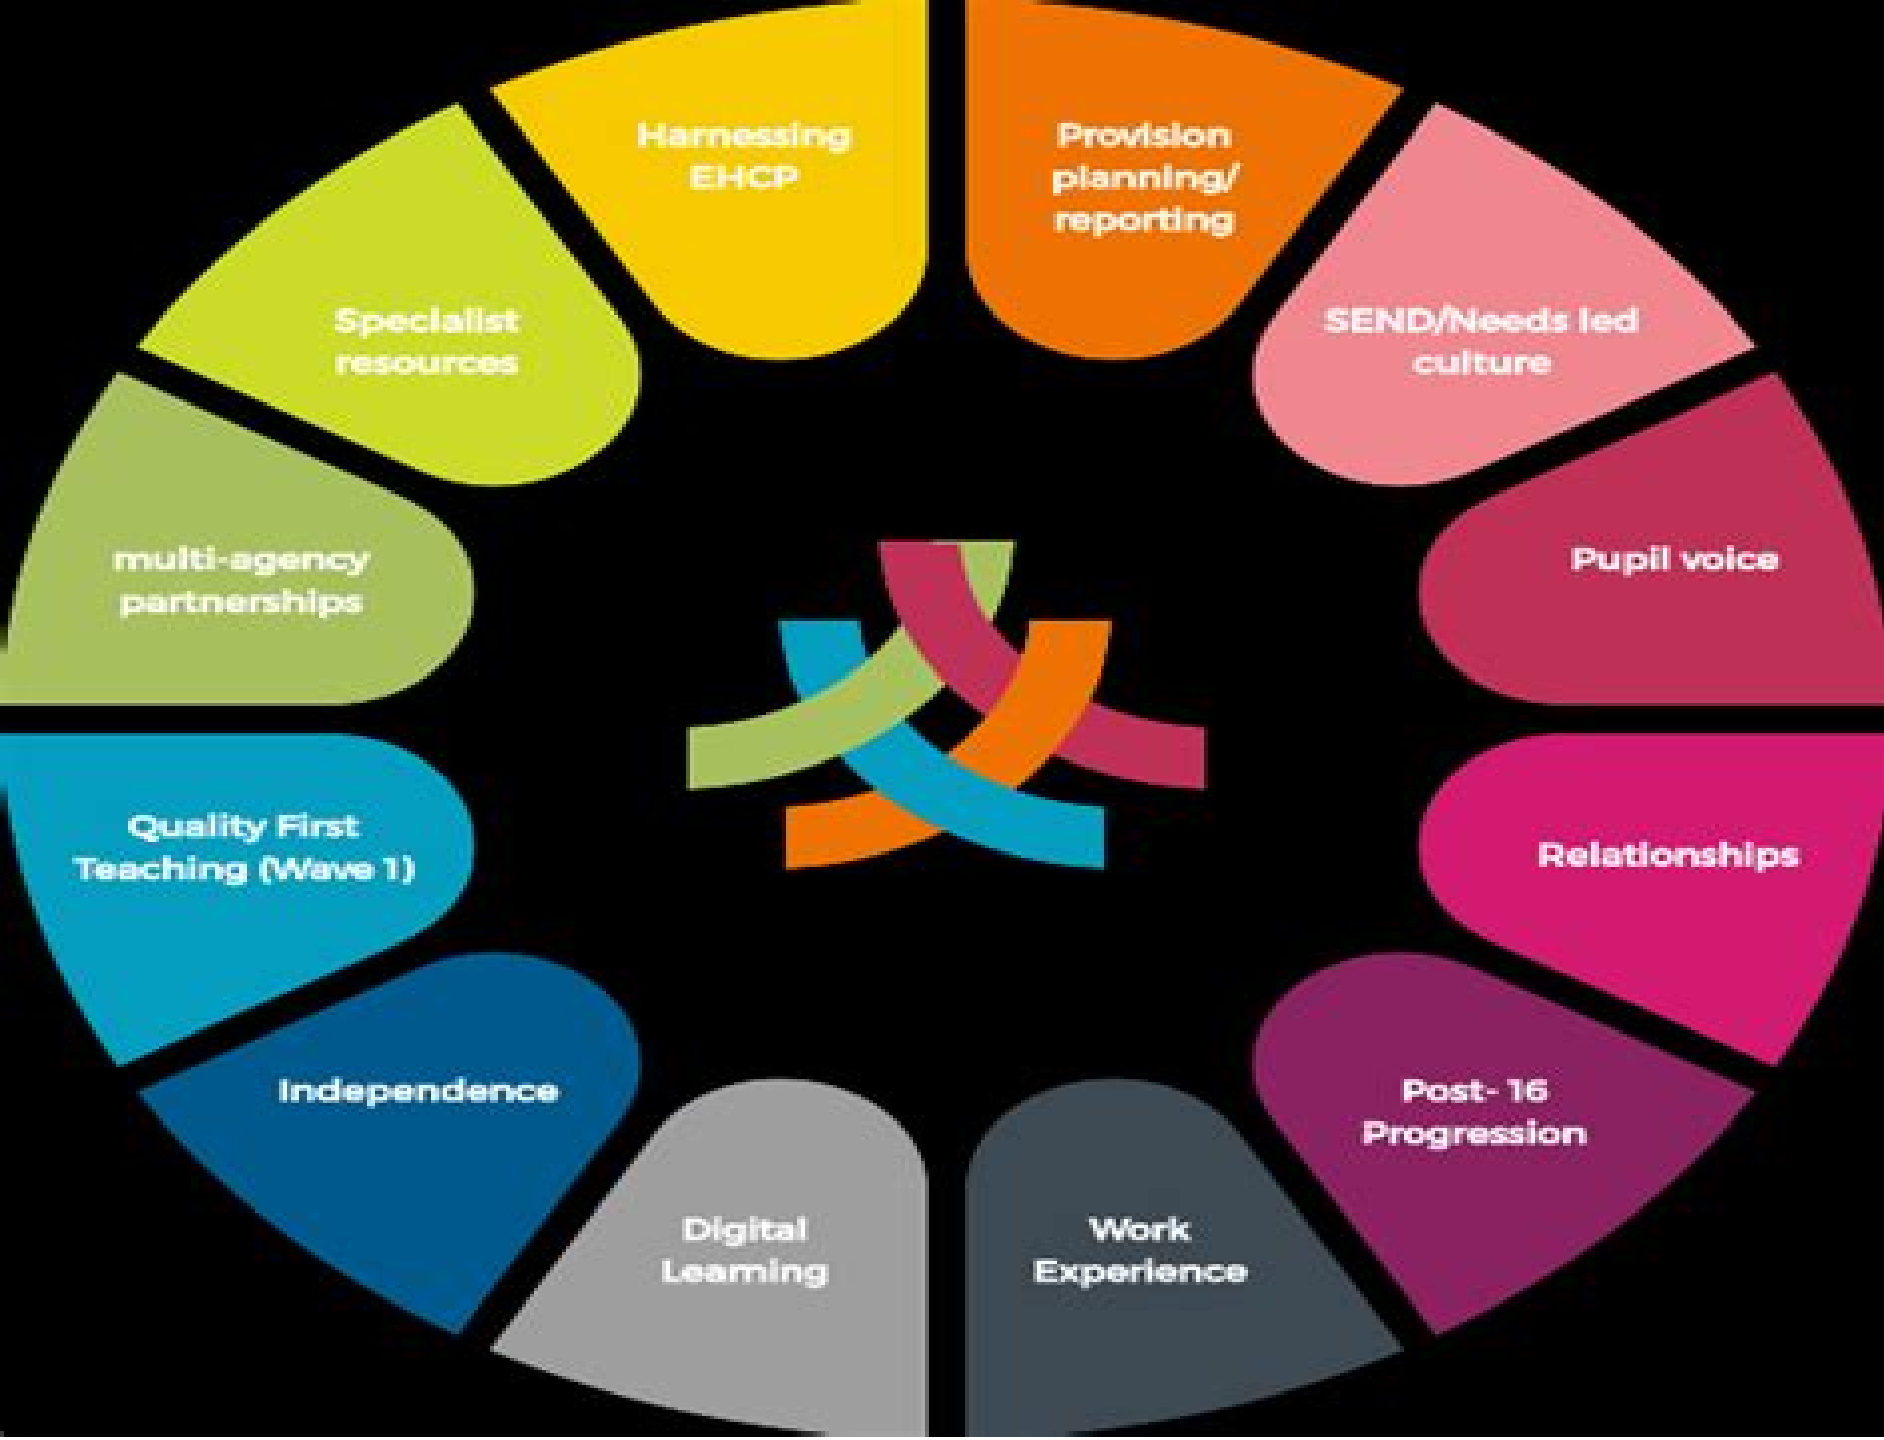 Harnessing
EHCP
Provision
planning/
reporting
SEND/Needs led
culture
Pupil voice
Relationships
Post- 16
Progression
Work
Experience
Digital
Learning
Independence
Quality First
Teaching (Wave 1)
multi-agency
partnerships
Specialist
resources